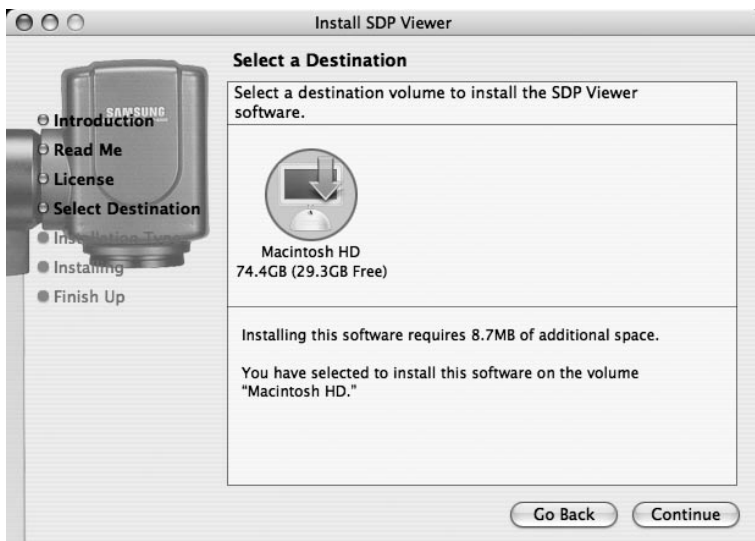 Install SDP Viewer
Select a Destination
SAMSUNG
Introduction
Read Me
License
Select Destination
Installation Type
Installing
Finish Up
Select a destination volume to install the SDP Viewer
software.
Macintosh HD
74.4GB (29.3GB Free)
Installing this software requires 8.7MB of additional space.
You have selected to install this software on the volume
“Macintosh HD.”
Go Back
Continue